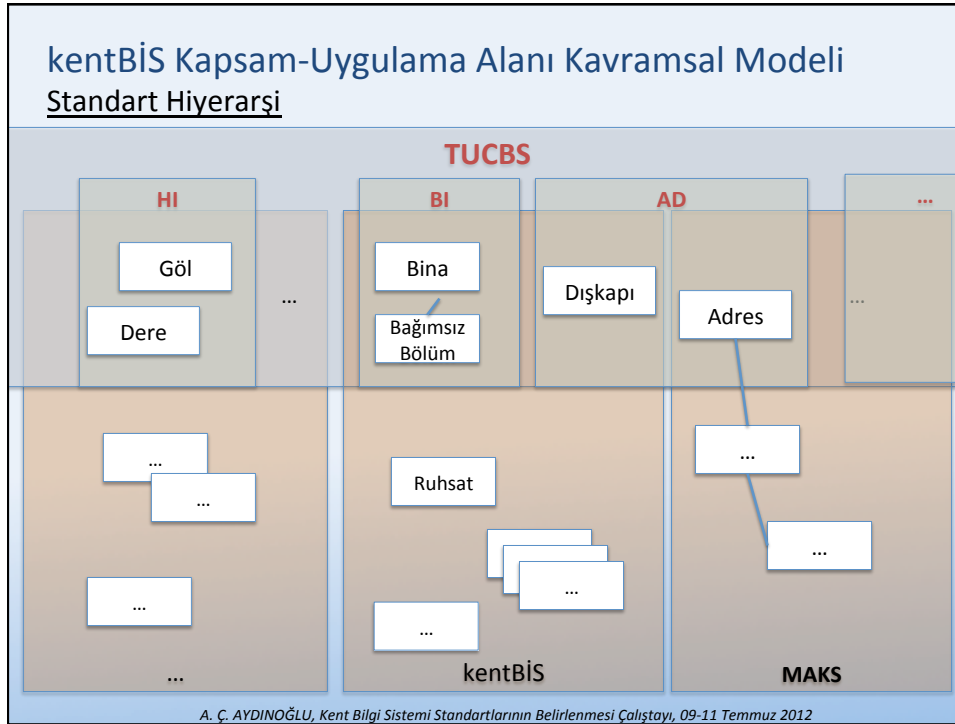 kentBİS Kapsam-Uygulama Alanı Kavramsal Modeli
Standart Hiyerarşi
TUCBS
HI
BI
AD
...
Göl
Dere
...
Bina
Bağımsız
Bölüm
Dışkapı
Adres
...
...
...
...
Ruhsat
...
...
...
...
...
kentBİS
MAKS
A. Ç. AYDINOĞLU, Kent Bilgi Sistemi Standartlarının Belirlenmesi Çalıştayı, 09-11 Temmuz 2012